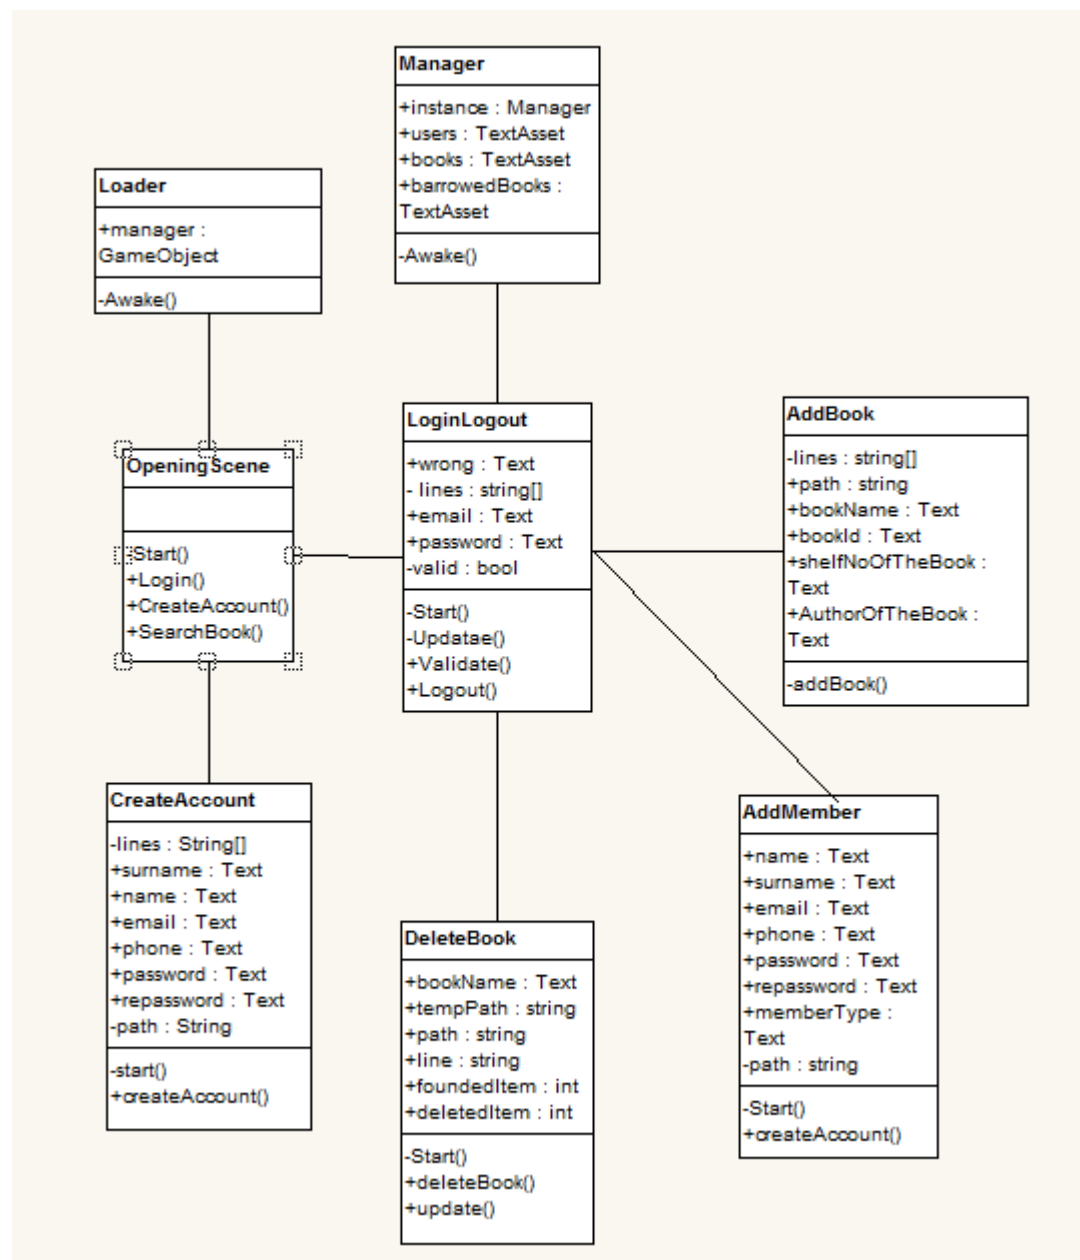 Manager
+instance : Manager
+users : TextAsset
+books : TextAsset
+barrowedBooks :
TextAsset
-Awake()
Loader
+manager :
GameObject
-Awake()
OpeningScene
-Start()
+Login()
+CreateAccount()
+SearchBook()
LoginLogout
+wrong : Text
- lines : string[]
+email : Text
+password : Text
-valid : bool
-Start()
-Updatae()
+Validate()
+Logout()
AddBook
-lines : string[]
+path : string
+bookName : Text
+bookId : Text
+shelfNoOfTheBook :
Text
+AuthorOfTheBook :
Text
-addBook()
CreateAccount
-lines : String[]
+surname : Text
+name : Text
+email : Text
+phone : Text
+password : Text
+repassword : Text
-path : String
-start()
+createAccount()
DeleteBook
+bookName : Text
+tempPath : string
+path : string
+line : string
+foundedItem : int
+deletedItem : int
-Start()
+deleteBook()
+update()
AddMember
+name : Text
+surname : Text
+email : Text
+phone : Text
+password : Text
+repassword : Text
+memberType :
Text
-path : string
-Start()
+createAccount()